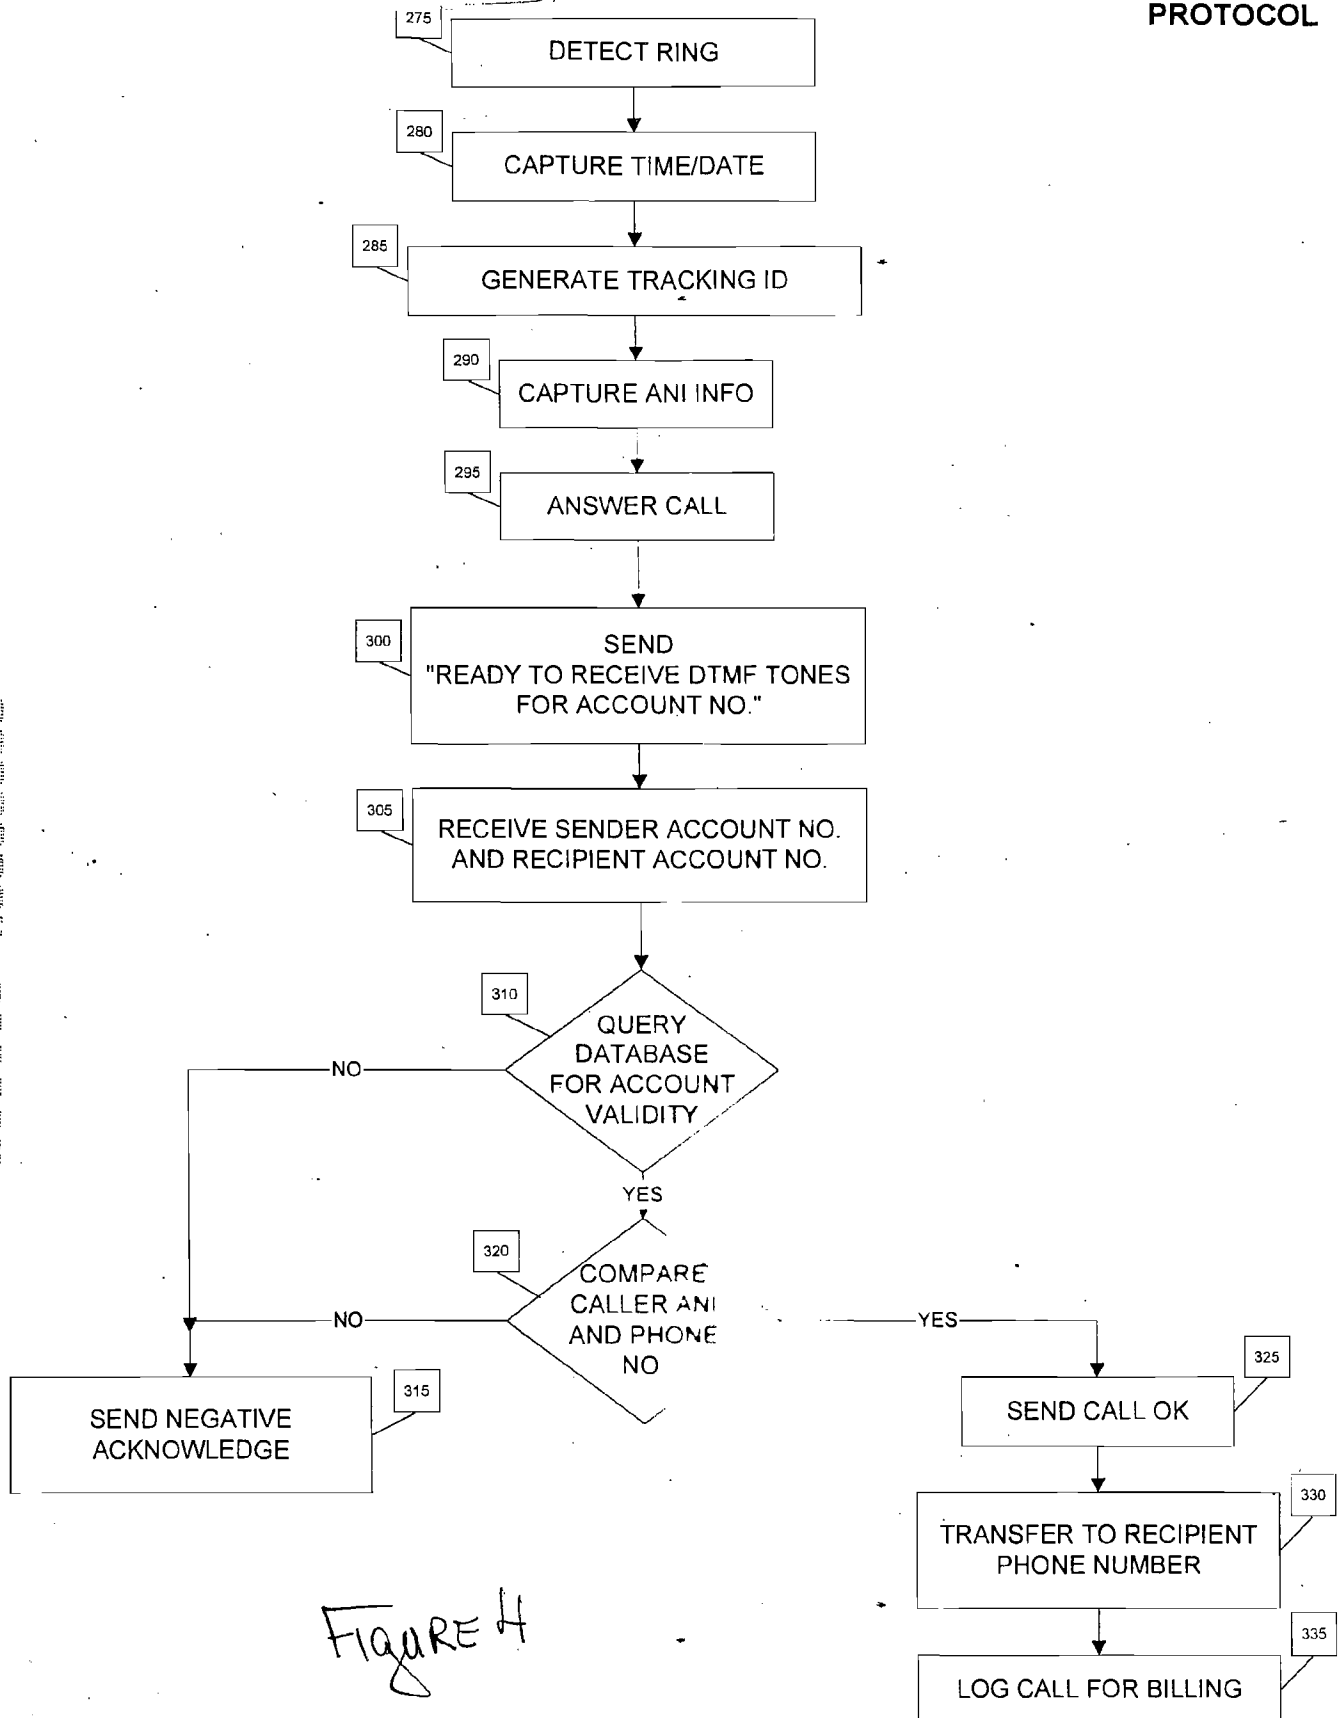 PROTOCOL
275
DETECT RING
280
CAPTURE TIME/DATE
285
GENERATE TRACKING ID
290
CAPTURE ANI INFO
295
ANSWER CALL
300
SEND
"READY TO RECEIVE DTMF TONES
FOR ACCOUNT NO."
305
RECEIVE SENDER ACCOUNT NO.
AND RECIPIENT ACCOUNT NO.
310
QUERY
DATABASE
FOR ACCOUNT
VALIDITY
NO
YES
320
COMPARE
CALLER ANI
AND PHONE
NO
NO
YES
315
SEND NEGATIVE
ACKNOWLEDGE
325
SEND CALL OK
330
TRANSFER TO RECIPIENT
PHONE NUMBER
335
LOG CALL FOR BILLING
FIGURE 4